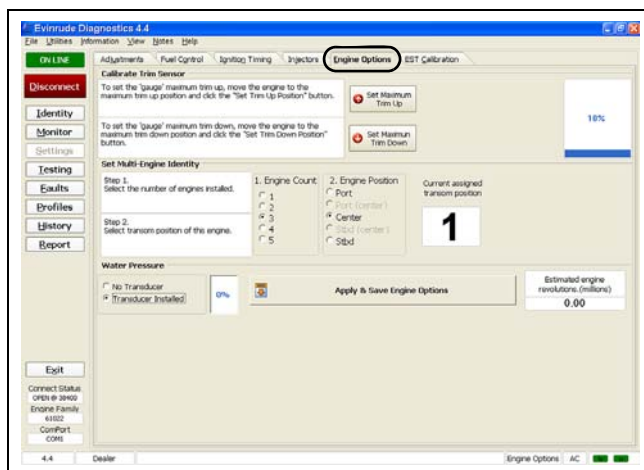 Evinrude Diagnostics 4.4
File Utilities Information View Notes Help
ON LINE
Adjustments Fuel Control Ignition Timing Injectors Engine Options EST Calibration
Disconnect
Identity
Monitor
Settings
Testing
Faults
Profiles
History
Report
Calibrate Trim Sensor
To set the 'gauge' maximum trim up, move the engine to the
maximum trim up position and click the "Set Trim Up Position" button.
Set Maximum
Trim Up
To set the 'gauge' maximum trim down, move the engine to the
maximum trim down position and click the "Set Trim Down Position"
button.
Set Maximun
Trim Down
10%
Set Multi-Engine Identity
Step 1.
Select the number of engines installed.
Step 2.
Select transom position of the engine.
1. Engine Count
1
2
3
4
5
2. Engine Position
Port
Port (center)
Center
Stbd (center)
Stbd
Current assigned
transom position
1
Water Pressure
No Transducer
Transducer Installed
0%
Apply & Save Engine Options
Estimated engine
revolutions.(millions)
0.00
Exit
Connect Status
OPEN @ 38400
Engine Family
61022
ComPort
COM1
4.4 Dealer Engine Options AC